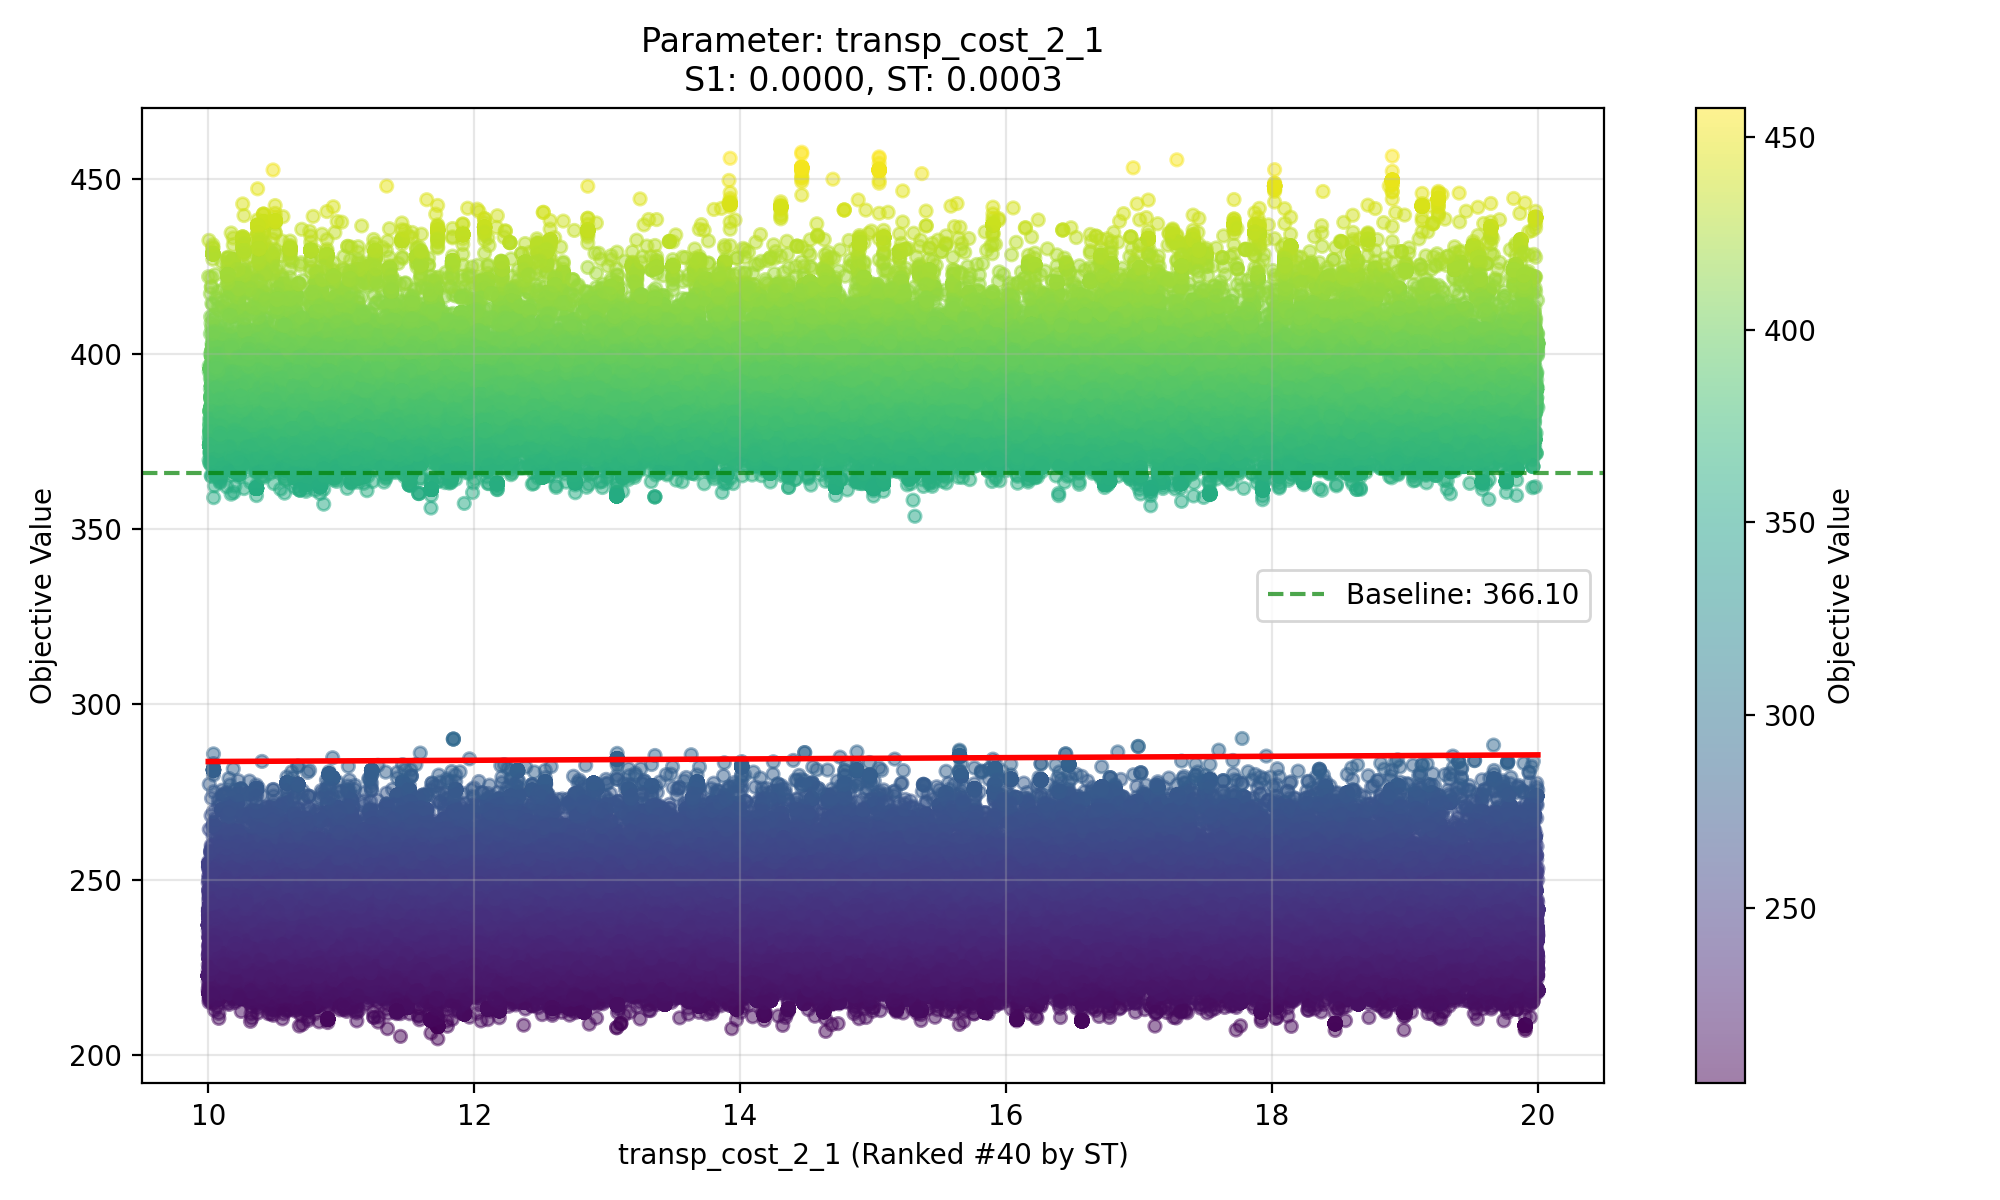 Parameter: transp_cost_2_1
S1: 0.0000, ST: 0.0003
Objective Value
450
400
350
300
250
200
Baseline: 366.10
10
12
14
16
18
20
transp_cost_2_1 (Ranked #40 by ST)
450
400
350
300
250
Objective Value